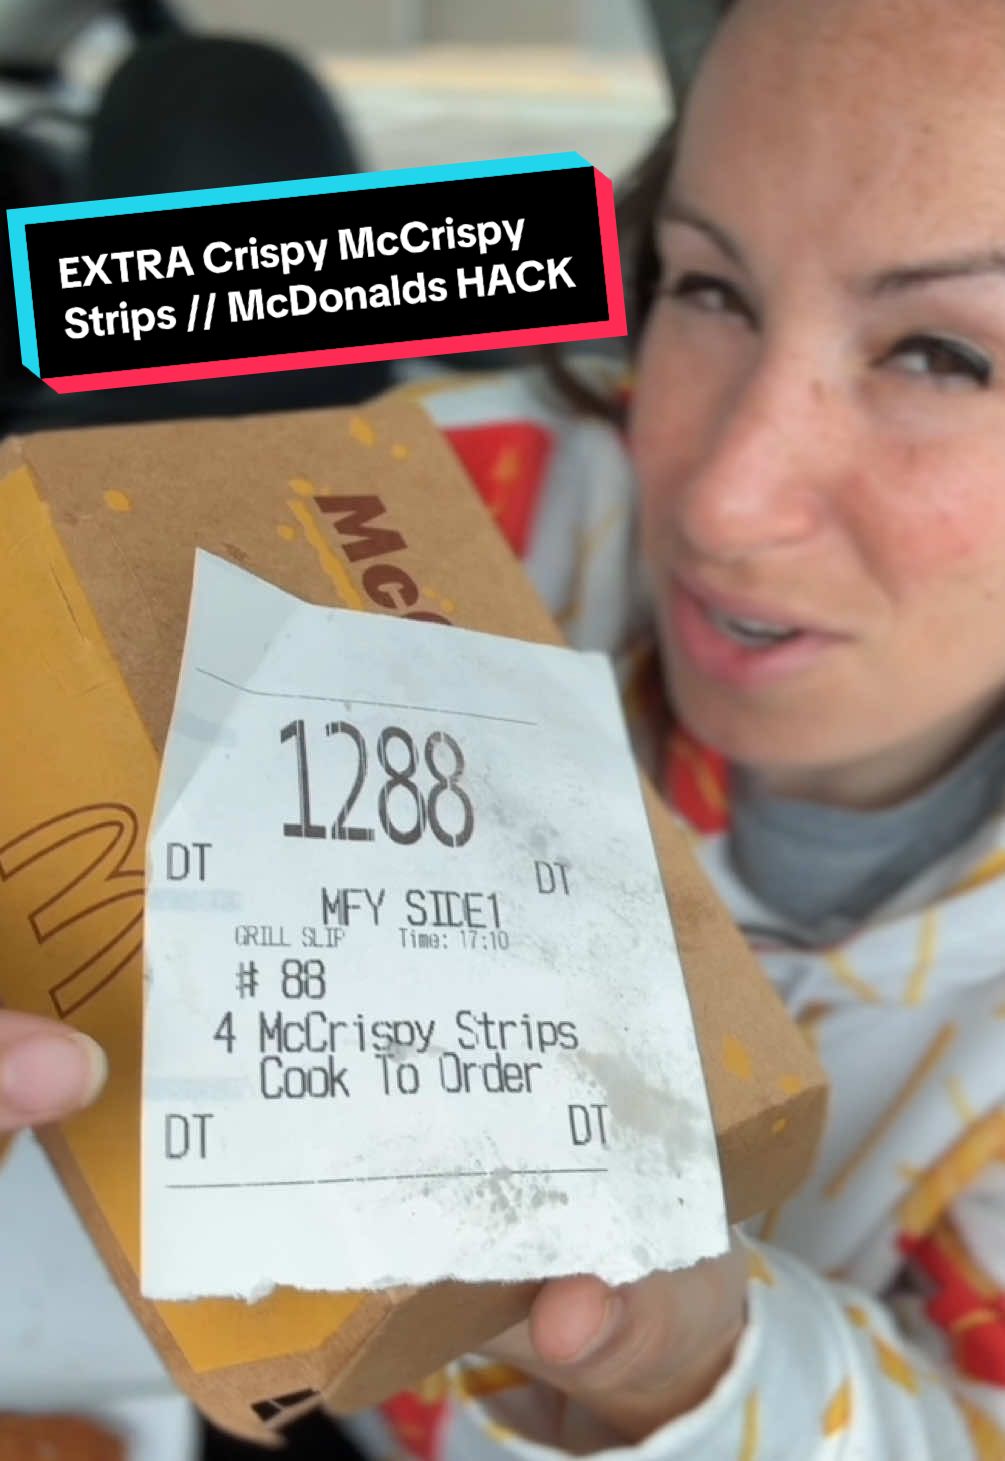 EXTRA Crispy McCrispy
Strips // McDonalds HACK
1288
DT DT
MFY SIDE1
GRILL SLIP Time: 17:10
# 88
4 McCrispy Strips
Cook To Order
DT DT